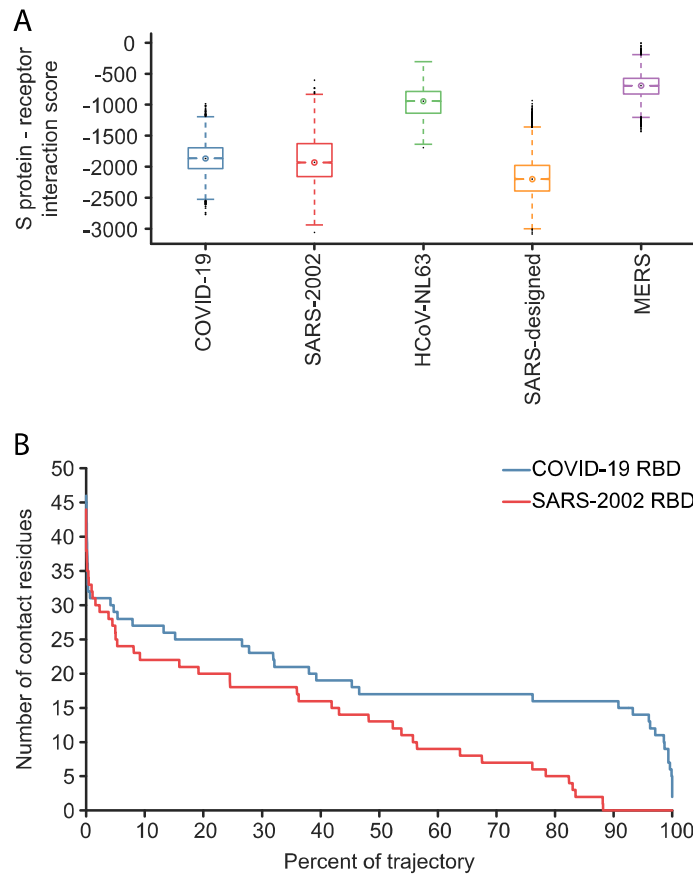 A
S protein - receptor
interaction score
0
-500
-1000
-1500
-2000
-2500
-3000
COVID-19
SARS-2002
HCoV-NL63
SARS-designed
MERS
B
Number of contact residues
50
45
40
35
30
25
20
15
10
5
0
COVID-19 RBD
SARS-2002 RBD
0 10 20 30 40 50 60 70 80 90 100
Percent of trajectory